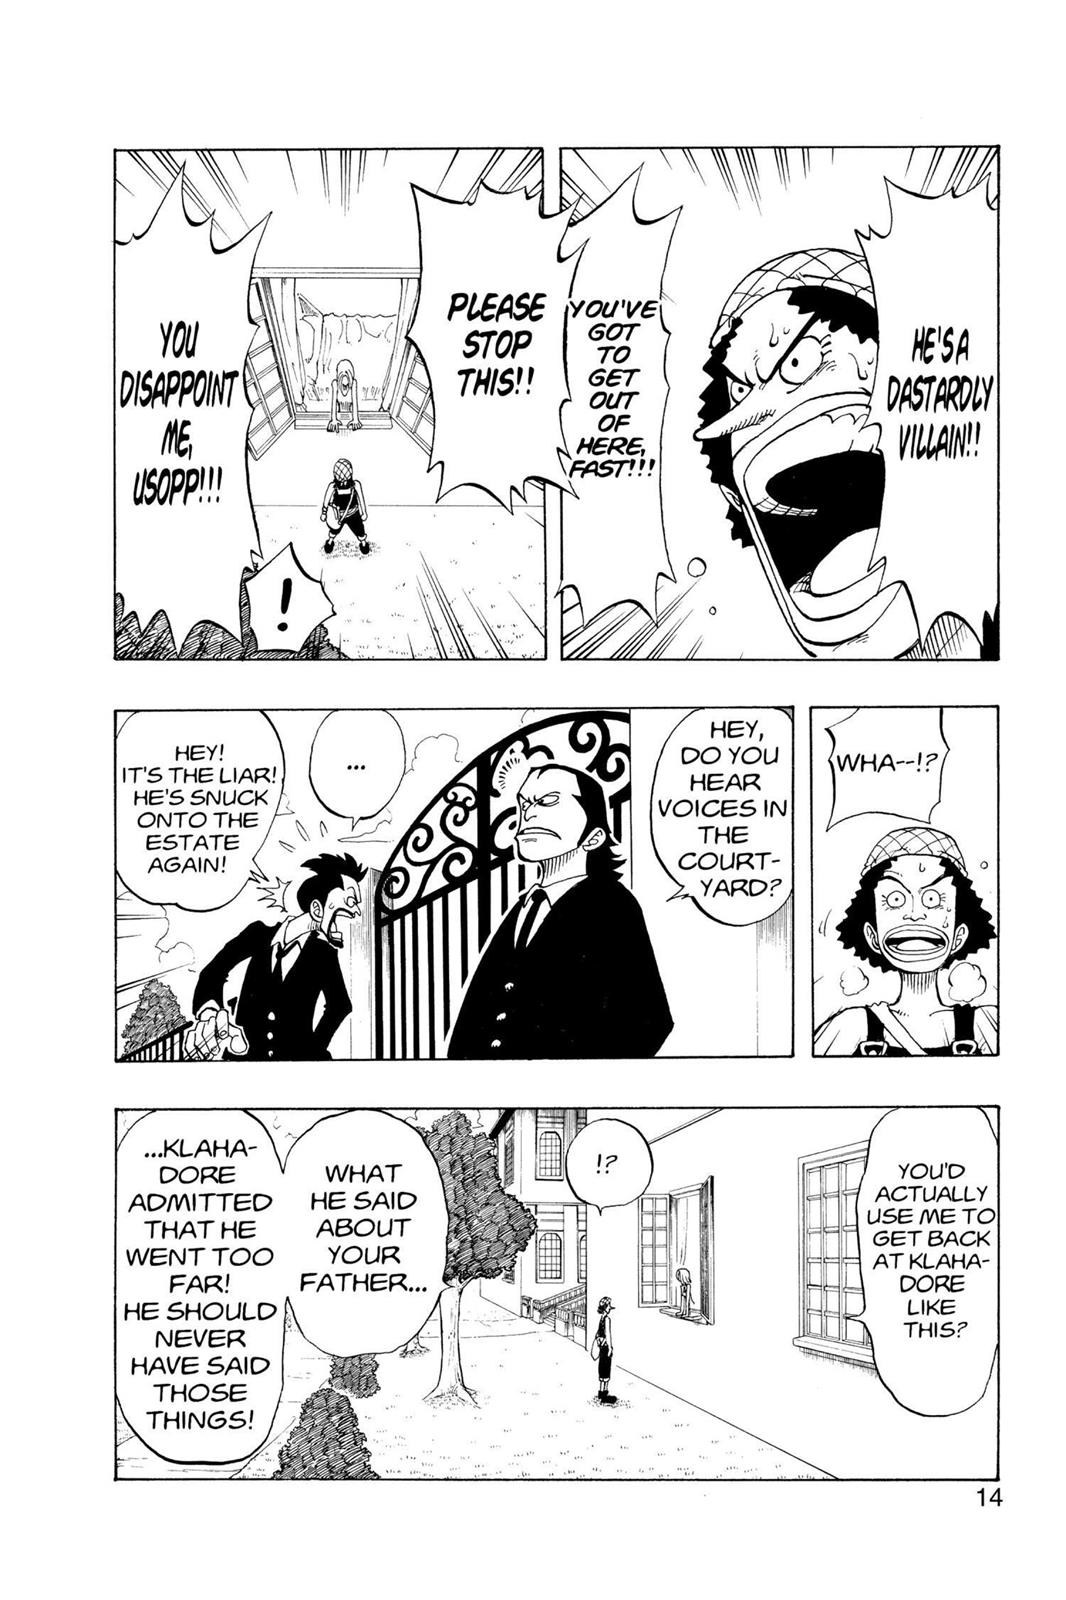 HE'S A
DASTARDLY
VILLAIN!!
YOU'VE
GOT
TO
GET
OUT
OF
HERE,
FAST!!!
PLEASE
STOP
THIS!!
YOU
DISAPPOINT
ME,
USOPP!!!
!
WHA--!?
HEY,
DO YOU
HEAR
VOICES IN
THE
COURT-
YARD?
...
HEY!
IT'S THE LIAR!
HE'S SNUCK
ONTO THE
ESTATE
AGAIN!
YOU'D
ACTUALLY
USE ME TO
GET BACK
AT KLAHA-
DORE
LIKE
THIS?
!?
WHAT
HE SAID
ABOUT
YOUR
FATHER...
...KLAHA-
DORE
ADMITTED
THAT HE
WENT TOO
FAR!
HE SHOULD
NEVER
HAVE SAID
THOSE
THINGS!
14